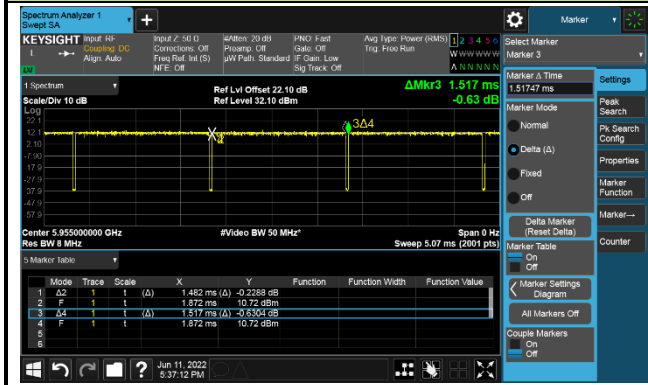 Spectrum Analyzer 1
Swept SA
+
Marker
KEYSIGHT
Input: RF
Coupling: DC
Align: Auto
Input Z: 50 Ω
Corrections: Off
Freq Ref: Int (S)
NFE: Off
#Atten: 20 dB
Preamp: Off
µW Path: Standard
PNO: Fast
Gate: Off
IF Gain: Low
Sig Track: Off
Avg Type: Power (RMS)
Trig: Free Run
1 2 3 4 5 6
W W W W W W
A N N N N N
L
LXI
Select Marker
Marker 3
1 Spectrum
Scale/Div 10 dB
Ref Lvl Offset 22.10 dB
Ref Level 32.10 dBm
ΔMkr3 1.517 ms
-0.63 dB
Log
22.1
12.1
2.10
-7.90
-17.9
-27.9
-37.9
-47.9
-57.9
3Δ4
Center 5.955000000 GHz
Res BW 8 MHz
#Video BW 50 MHz*
Span 0 Hz
Sweep 5.07 ms (2001 pts)
5 Marker Table
Mode Trace Scale X Y Function Function Width Function Value
1 Δ2 1 t (Δ) 1.482 ms (Δ) -0.2288 dB
2 F 1 t 1.872 ms 10.72 dBm
3 Δ4 1 t (Δ) 1.517 ms (Δ) -0.6304 dB
4 F 1 t 1.872 ms 10.72 dBm
5
6
Marker Δ Time
1.51747 ms
Marker Mode
Normal
Delta (Δ)
Fixed
Off
Delta Marker
(Reset Delta)
Marker Table
On
Off
Marker Settings
Diagram
All Markers Off
Couple Markers
On
Off
Settings
Peak
Search
Pk Search
Config
Properties
Marker
Function
Marker→
Counter
?
Jun 11, 2022
5:37:12 PM